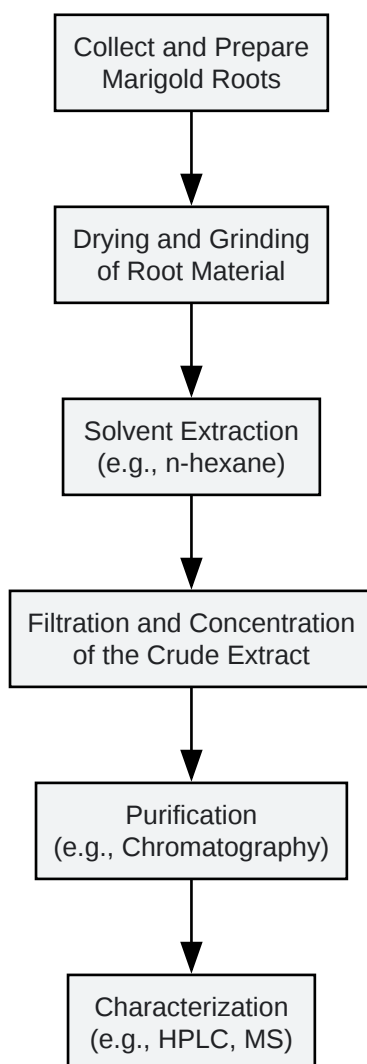 Collect and Prepare
Marigold Roots
Drying and Grinding
of Root Material
Solvent Extraction
(e.g., n-hexane)
Filtration and Concentration
of the Crude Extract
Purification
(e.g., Chromatography)
Characterization
(e.g., HPLC, MS)